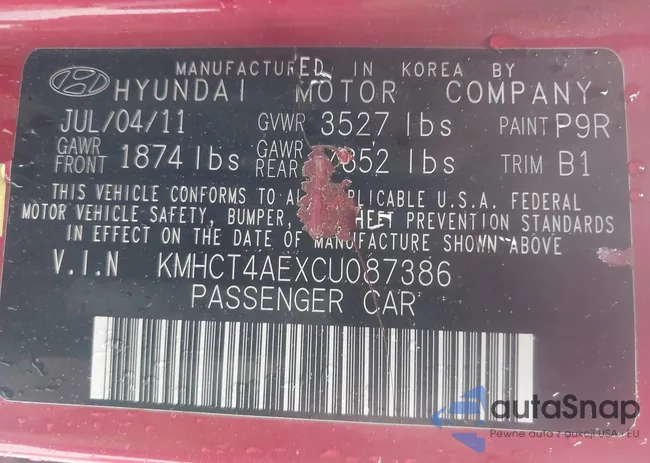 MANUFACTURED IN KOREA BY
HYUNDAI MOTOR COMPANY
JUL/04/11 GVWR 3527 lbs PAINT P9R
GAWR FRONT 1874 lbs GAWR REAR 852 lbs TRIM B1
THIS VEHICLE CONFORMS TO ALL APPLICABLE U.S.A. FEDERAL
MOTOR VEHICLE SAFETY, BUMPER, THEFT PREVENTION STANDARDS
IN EFFECT ON THE DATE OF MANUFACTURE SHOWN ABOVE
V.I.N KMHCT4AEXCU087386
PASSENGER CAR
autaSnap
Pewne auta z aukcji USA i EU